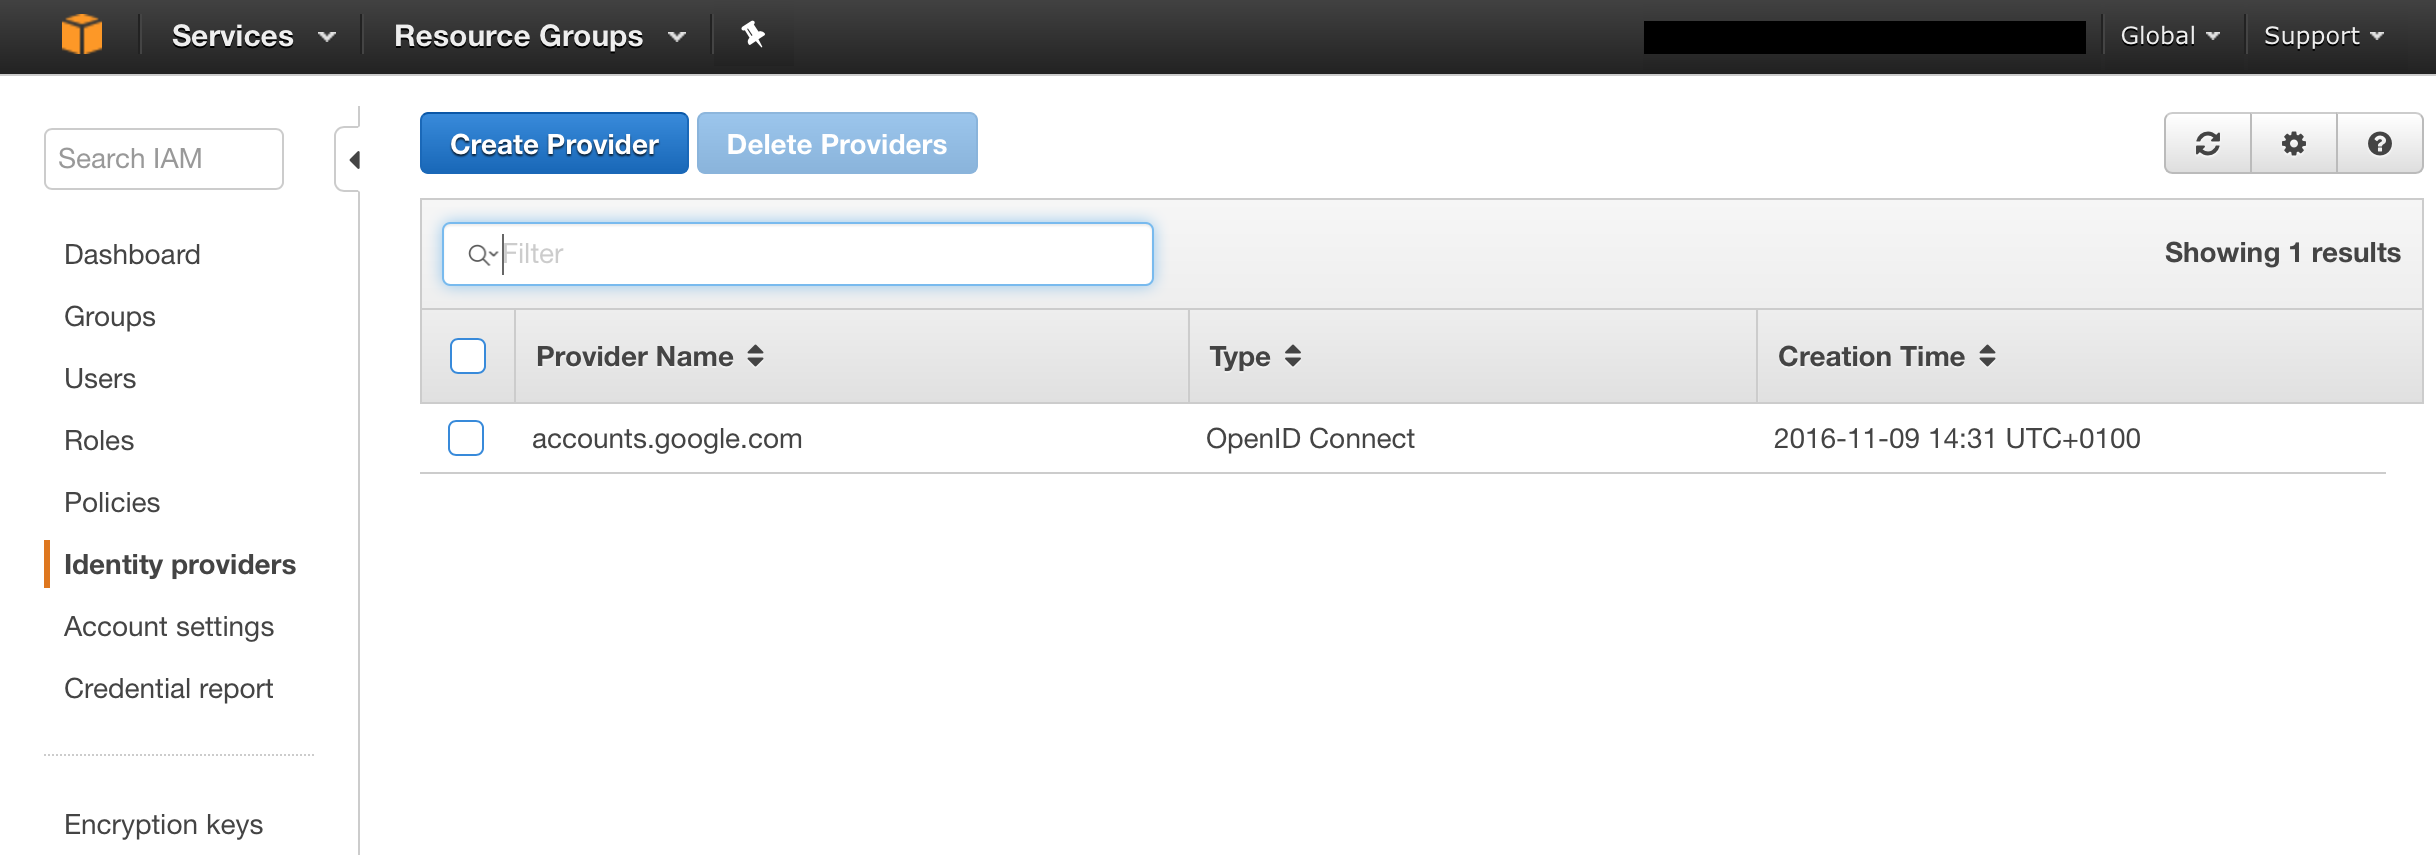 Services Resource Groups Global Support
Search IAM
Create Provider Delete Providers
Filter
Showing 1 results
Provider Name Type Creation Time
accounts.google.com OpenID Connect 2016-11-09 14:31 UTC+0100
Dashboard
Groups
Users
Roles
Policies
Identity providers
Account settings
Credential report
Encryption keys